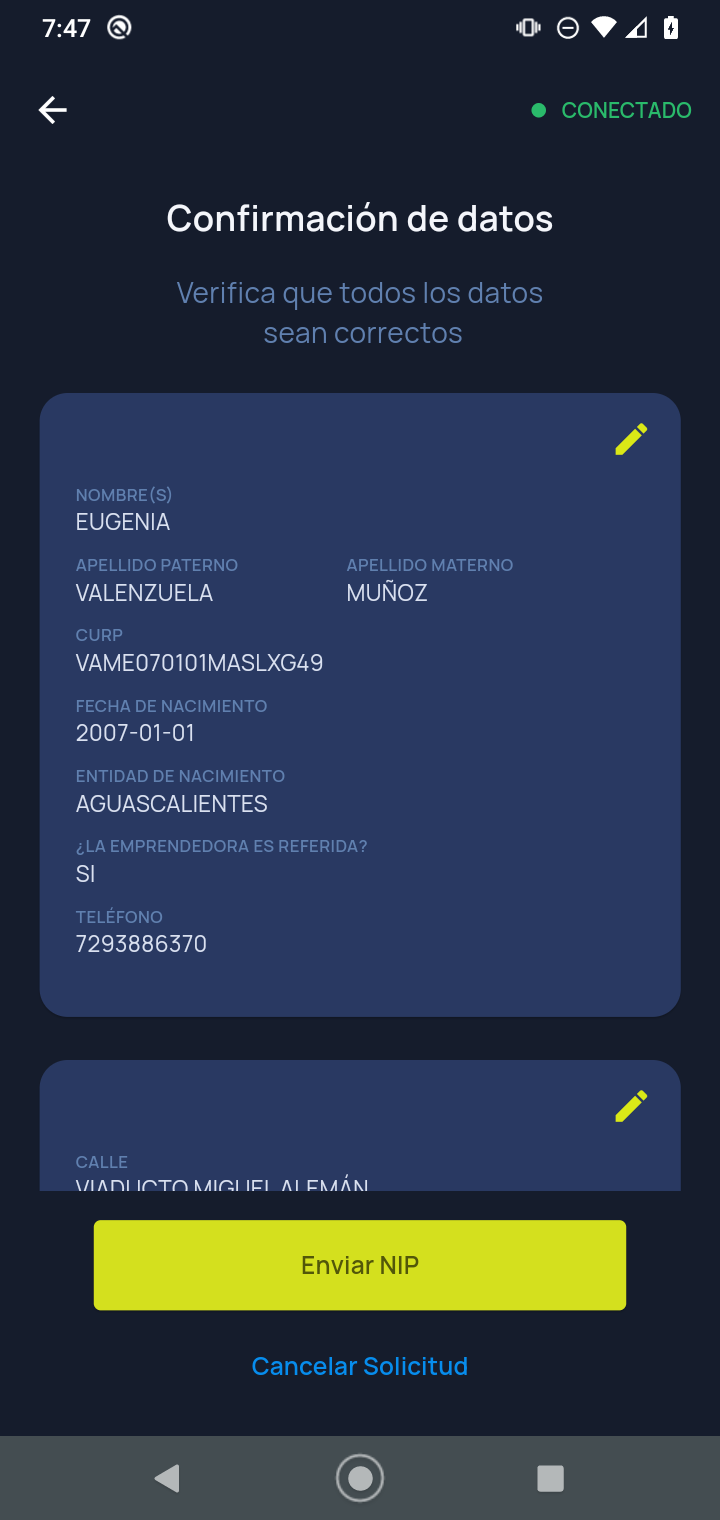 7:47
CONECTADO
Confirmación de datos
Verifica que todos los datos
sean correctos
NOMBRE(S)
EUGENIA
APELLIDO PATERNO APELLIDO MATERNO
VALENZUELA MUÑOZ
CURP
VAME070101MASLXG49
FECHA DE NACIMIENTO
2007-01-01
ENTIDAD DE NACIMIENTO
AGUASCALIENTES
¿LA EMPRENDEDORA ES REFERIDA?
SI
TELÉFONO
7293886370
CALLE
VIADUCTO MIGUEL ALEMÁN
Enviar NIP
Cancelar Solicitud